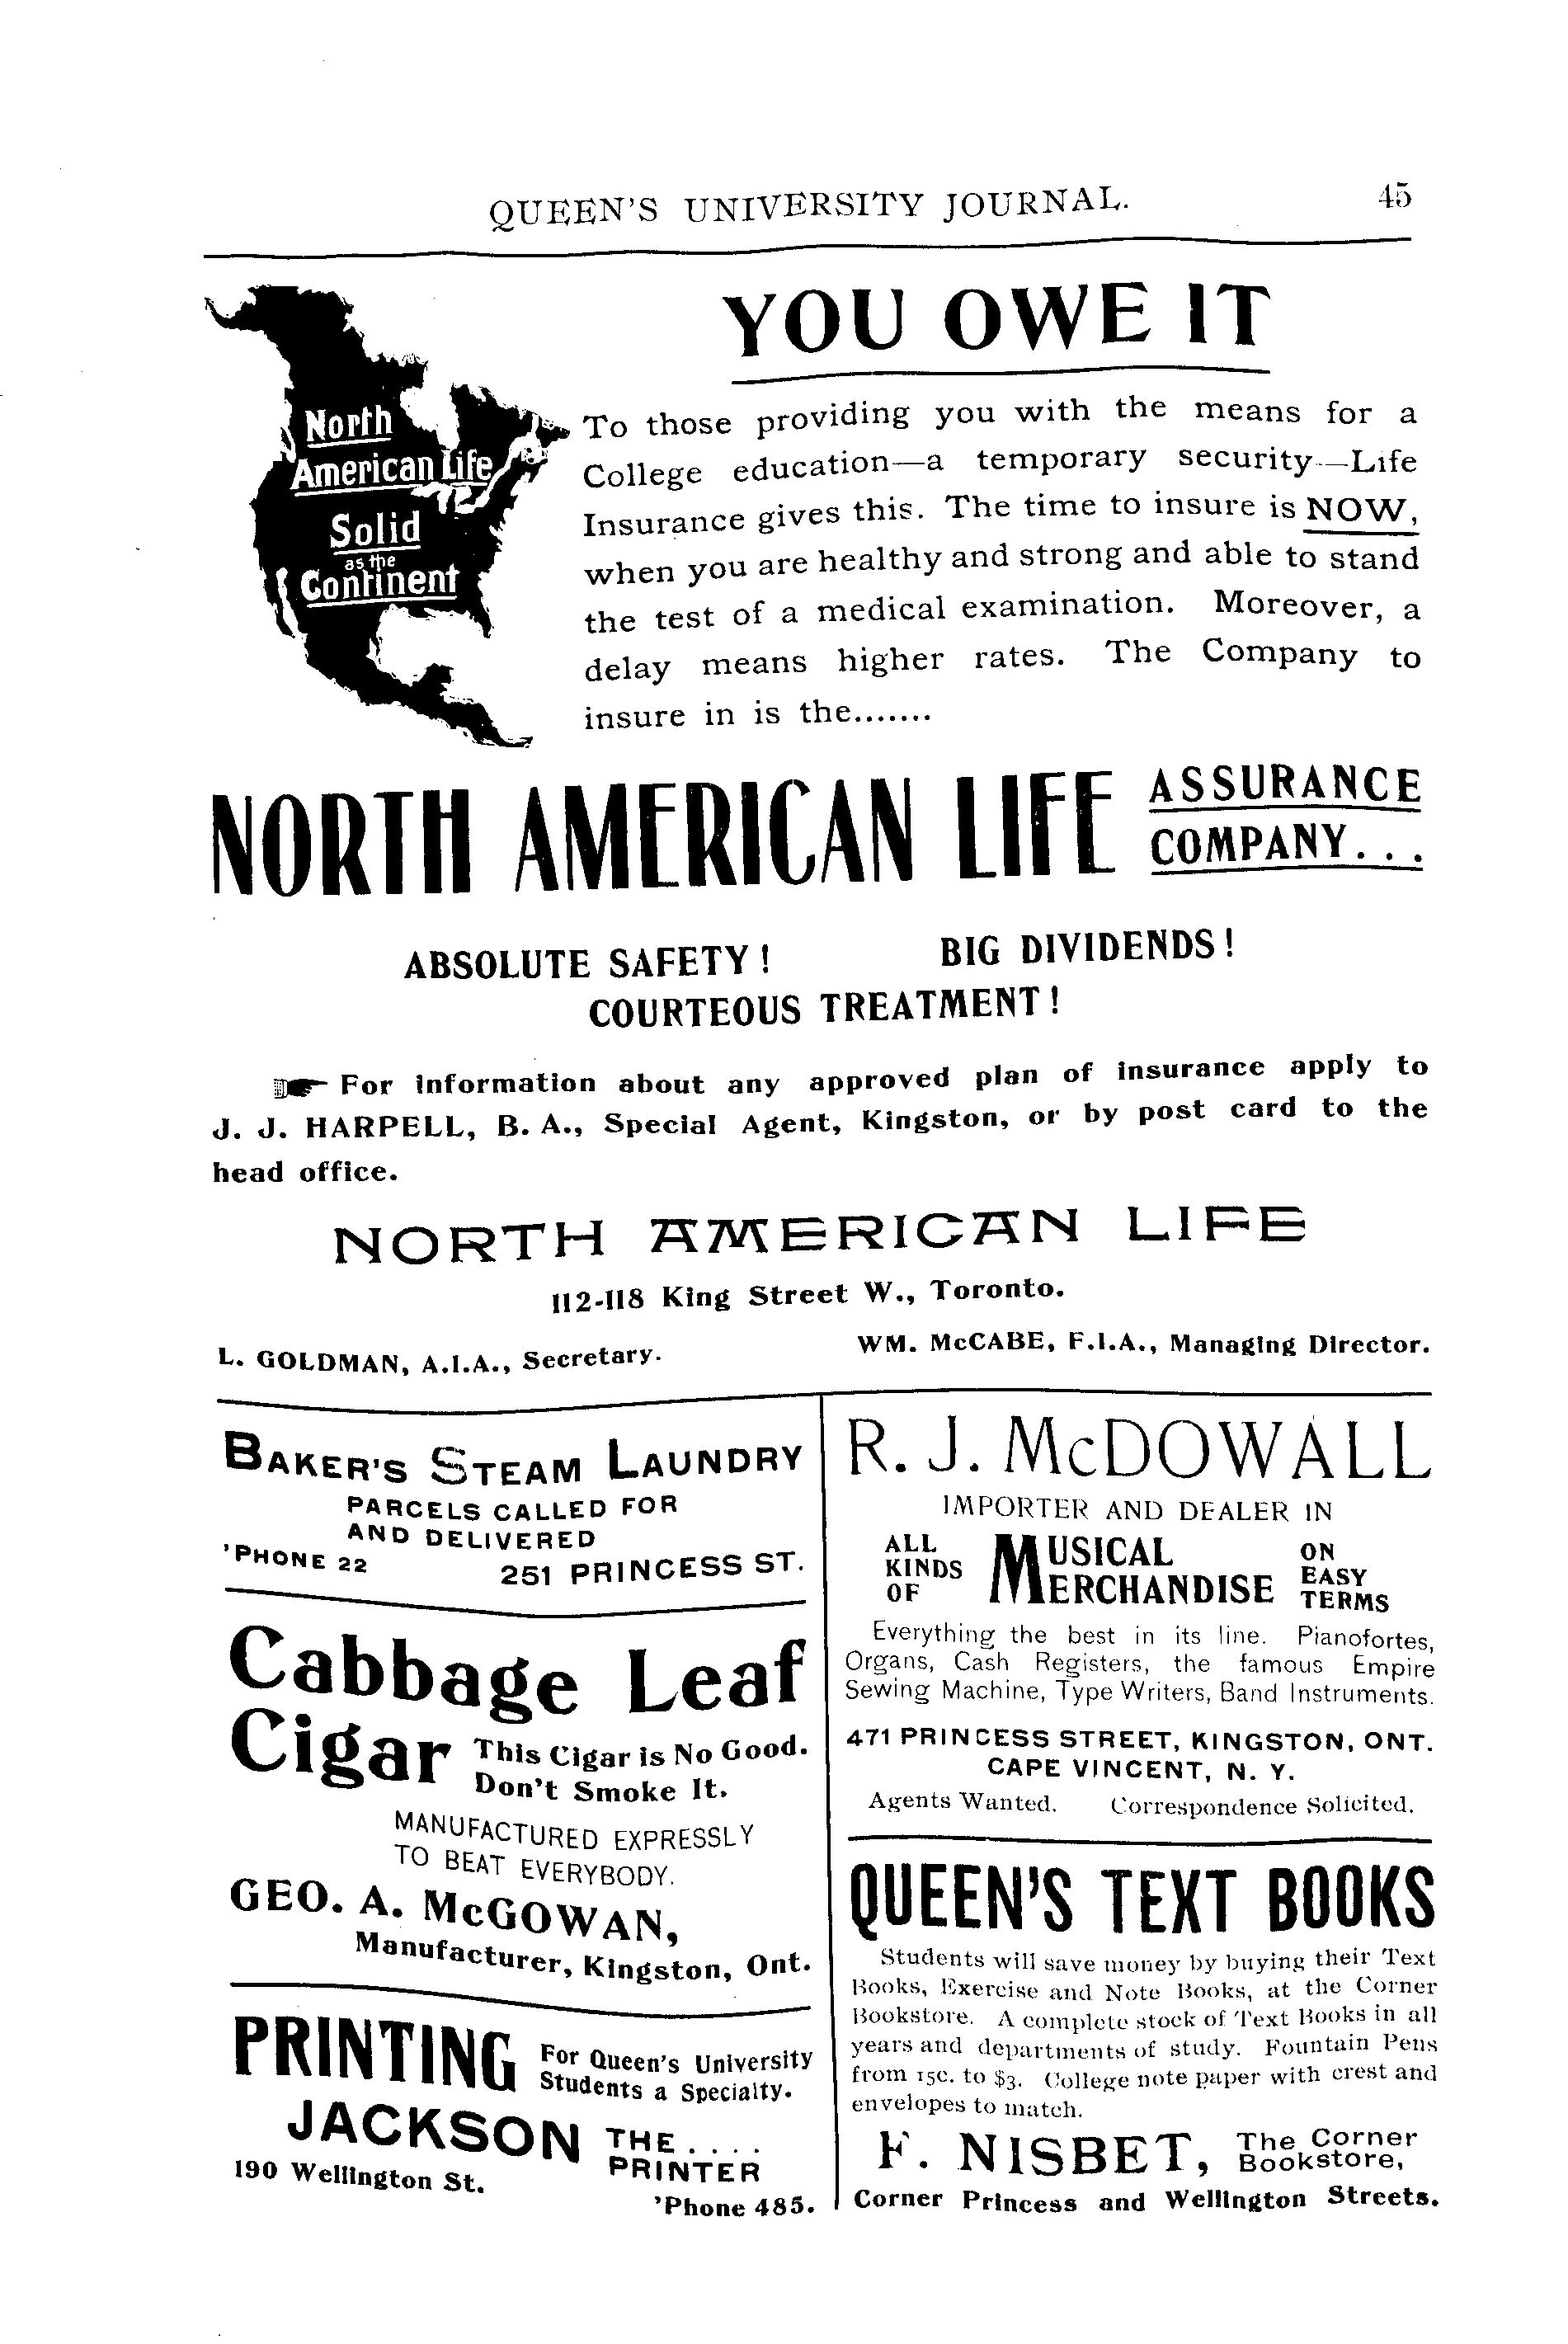 QUEEN'S UNIVERSITY JOURNAL.
45
North
American Life
Solid
as the
Continent
YOU OWE IT
To those providing you with the means for a
College education—a temporary security—Life
Insurance gives this. The time to insure is NOW,
when you are healthy and strong and able to stand
the test of a medical examination. Moreover, a
delay means higher rates. The Company to
insure in is the.......
NORTH AMERICAN LIFE ASSURANCE
COMPANY...
ABSOLUTE SAFETY! BIG DIVIDENDS!
COURTEOUS TREATMENT!
☛ For information about any approved plan of insurance apply to
J. J. HARPELL, B. A., Special Agent, Kingston, or by post card to the
head office.
NORTH AMERICAN LIFE
112-118 King Street W., Toronto.
L. GOLDMAN, A.I.A., Secretary.
WM. McCABE, F.I.A., Managing Director.
BAKER'S STEAM LAUNDRY
PARCELS CALLED FOR
AND DELIVERED
'PHONE 22 251 PRINCESS ST.
Cabbage Leaf
Cigar This Cigar is No Good.
Don't Smoke It.
MANUFACTURED EXPRESSLY
TO BEAT EVERYBODY.
GEO. A. McGOWAN,
Manufacturer, Kingston, Ont.
PRINTING For Queen's University
Students a Specialty.
JACKSON THE....
PRINTER
190 Wellington St.
'Phone 485.
R. J. McDOWALL
IMPORTER AND DEALER IN
ALL
KINDS
OF
MUSICAL
MERCHANDISE
ON
EASY
TERMS
Everything the best in its line. Pianofortes,
Organs, Cash Registers, the famous Empire
Sewing Machine, Type Writers, Band Instruments.
471 PRINCESS STREET, KINGSTON, ONT.
CAPE VINCENT, N. Y.
Agents Wanted. Correspondence Solicited.
QUEEN'S TEXT BOOKS
Students will save money by buying their Text
Books, Exercise and Note Books, at the Corner
Bookstore. A complete stock of Text Books in all
years and departments of study. Fountain Pens
from 15c. to $3. College note paper with crest and
envelopes to match.
F. NISBET, The Corner
Bookstore,
Corner Princess and Wellington Streets.